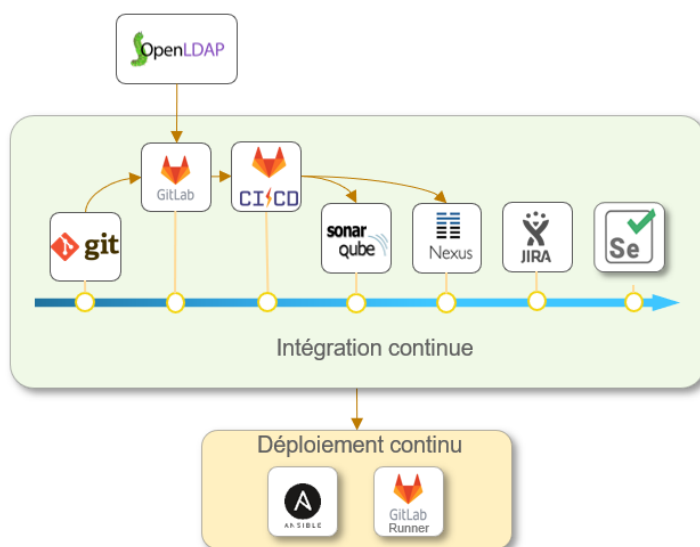 OpenLDAP
GitLab
CI/CD
git
sonar
qube
Nexus
JIRA
Se
Intégration continue
Déploiement continu
ANSIBLE
GitLab
Runner